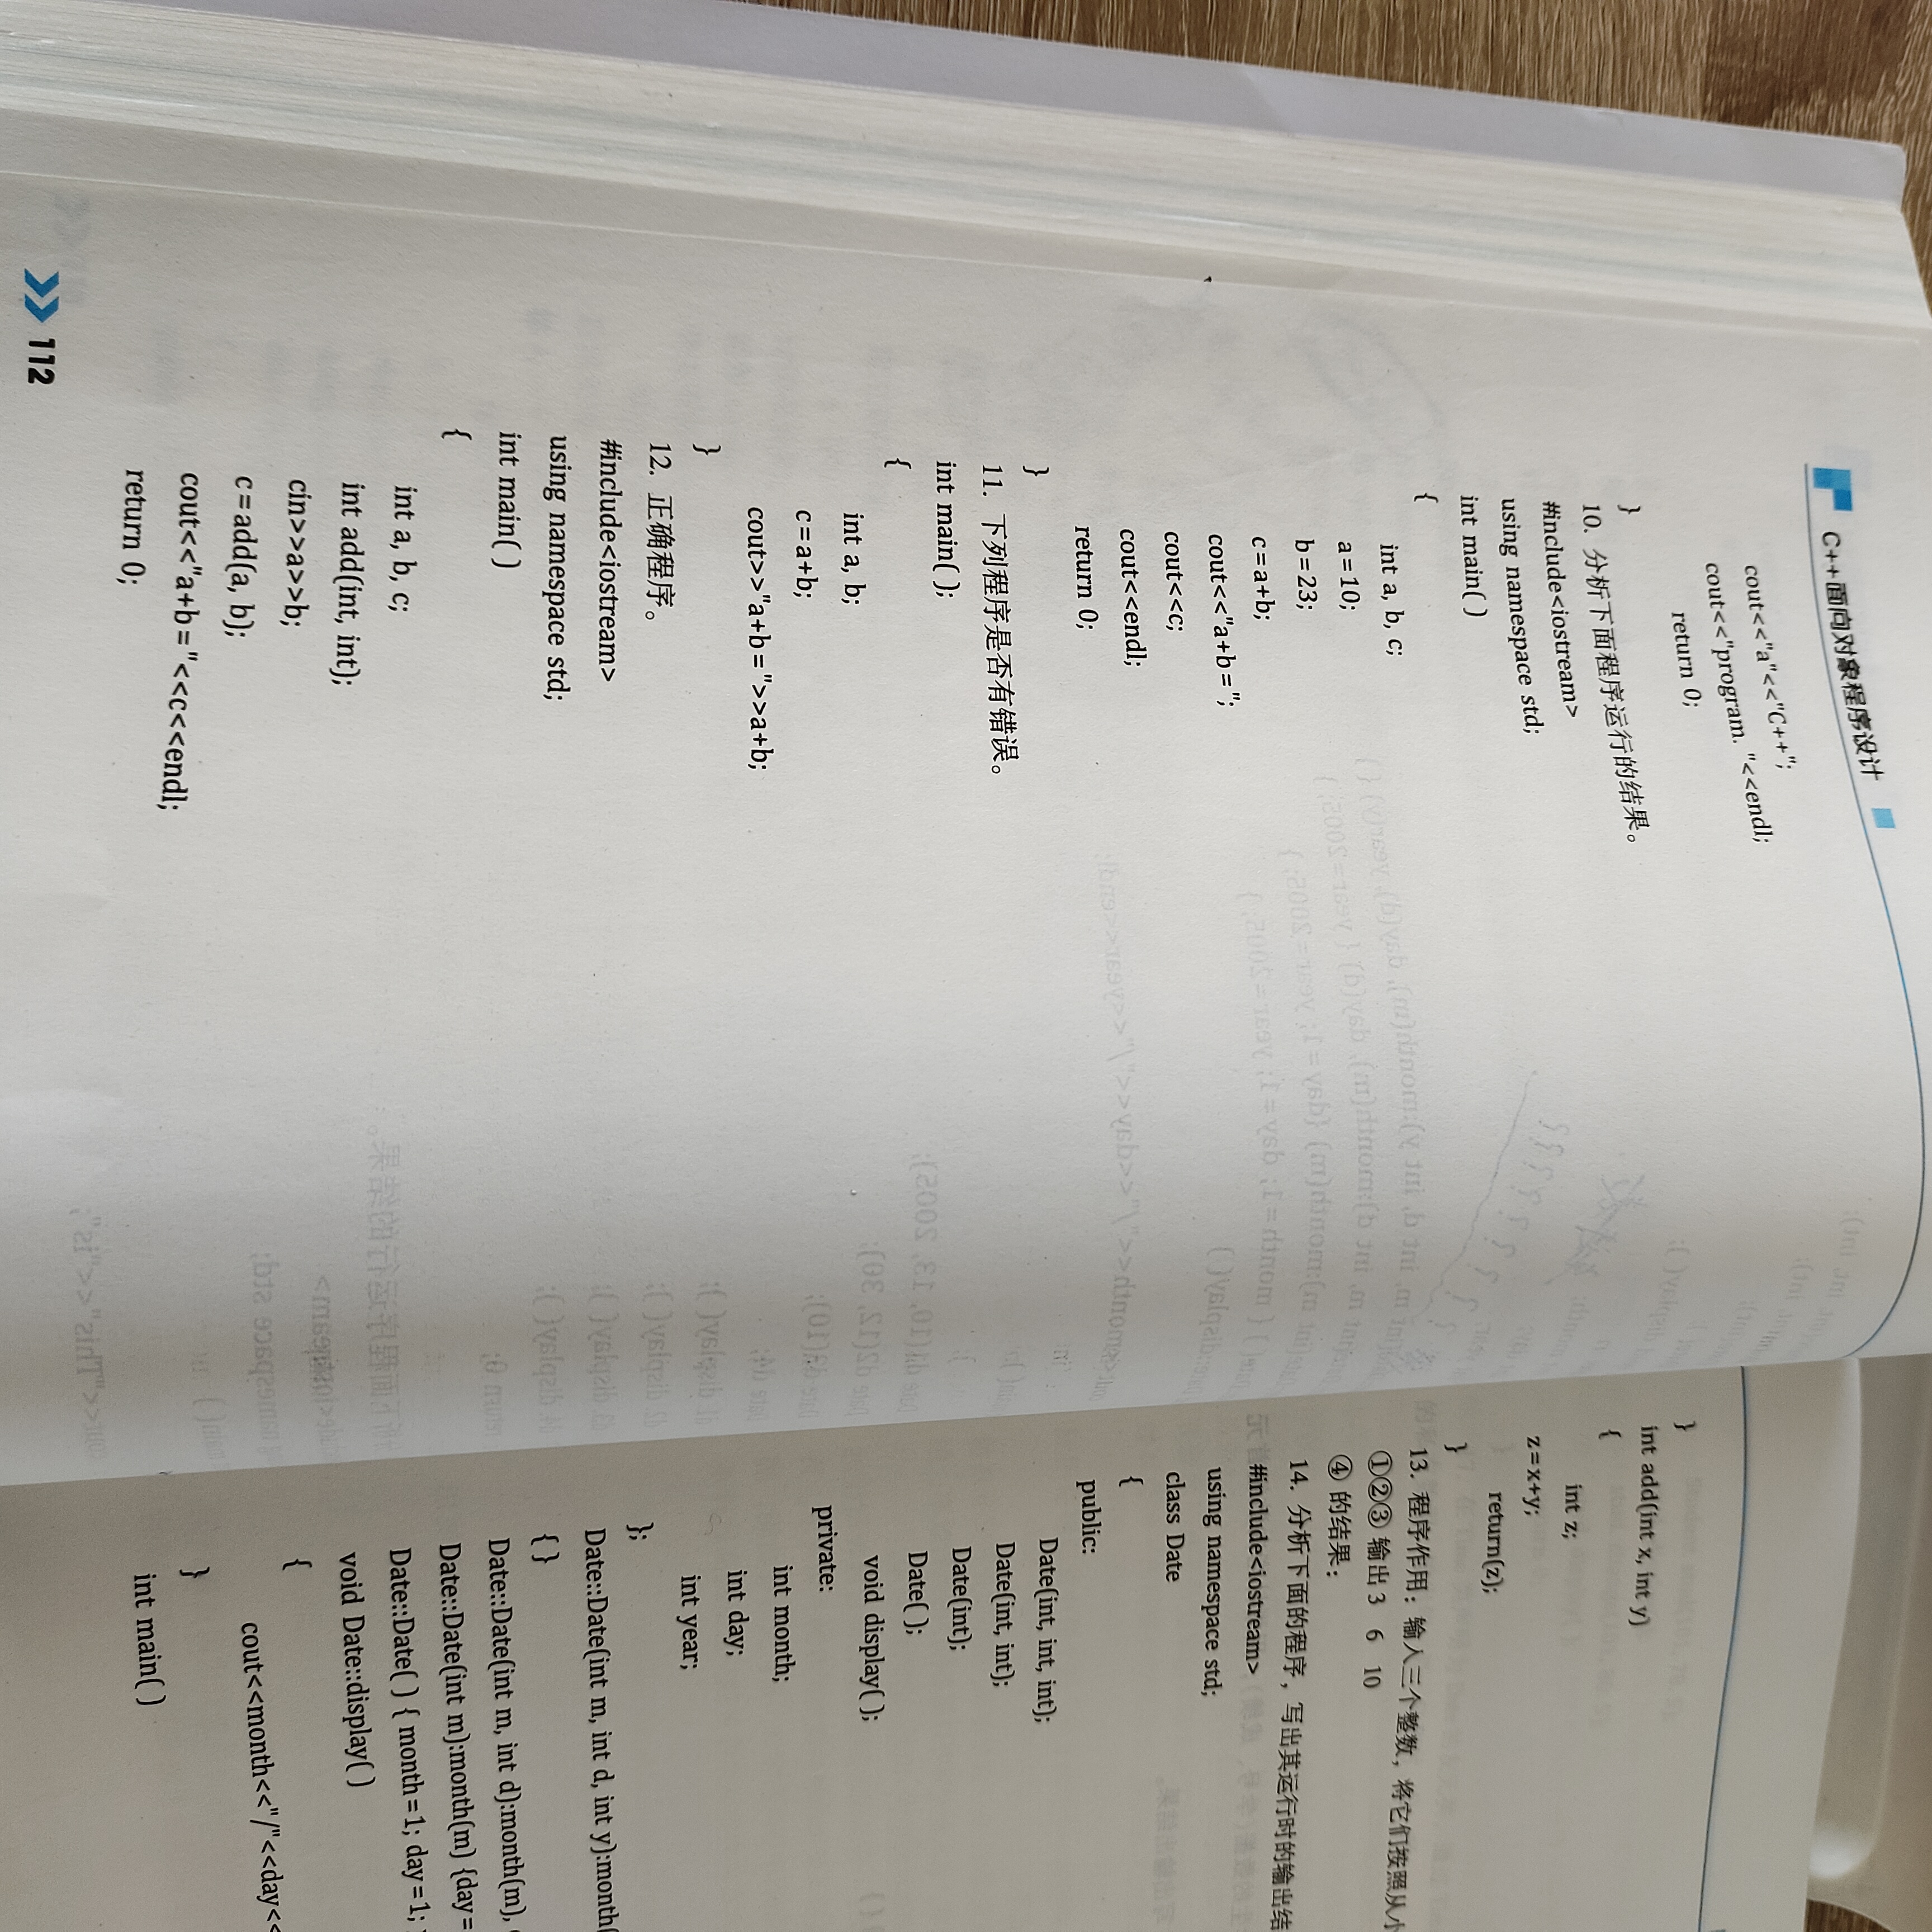 C++面向对象程序设计
cout<<"a"<<"C++";
cout<<"program. "<<endl;
return 0;
}
10. 分析下面程序运行的结果。
#include<iostream>
using namespace std;
int main( )
{
int a, b, c;
a=10;
b=23;
c=a+b;
cout<<"a+b=";
cout<<c;
cout<<endl;
return 0;
}
11. 下列程序是否有错误。
int main( );
{
int a, b;
c=a+b;
cout>>"a+b=">>a+b;
}
12. 正确程序。
#include<iostream>
using namespace std;
int main( )
{
int a, b, c;
int add(int, int);
cin>>a>>b;
c=add(a, b);
cout<<"a+b="<<c<<endl;
return 0;
112
}
int add(int x, int y)
{
int z;
z=x+y;
return(z);
}
13. 程序作用：输入三个整数，将它们按照从小
①②③ 输出3 6 10
④ 的结果：
14. 分析下面的程序，写出其运行时的输出结
#include<iostream>
using namespace std;
class Date
{
public:
Date(int, int, int);
Date(int, int);
Date(int);
Date( );
void display( );
private:
int month;
int day;
int year;
};
Date::Date(int m, int d, int y):month(
{ }
Date::Date(int m, int d):month(m),
Date::Date(int m):month(m) {day=
Date::Date( ) { month=1; day=1;
void Date::display( )
{
cout<<month<<"/"<<day<<
}
int main( )